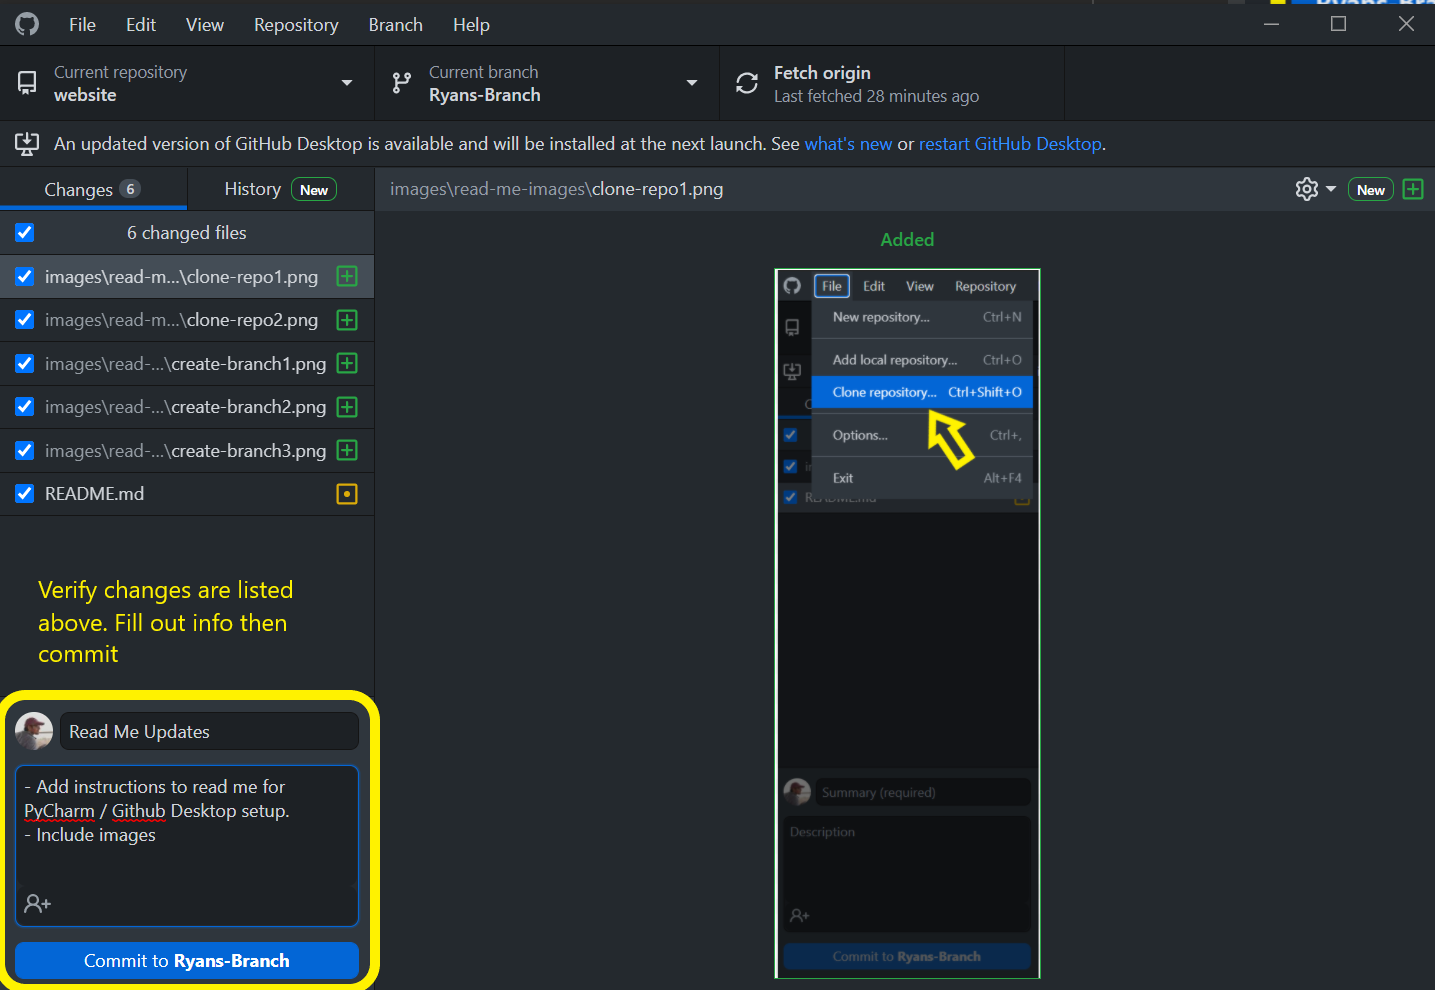 File Edit View Repository Branch Help
Current repository
website
Current branch
Ryans-Branch
Fetch origin
Last fetched 28 minutes ago
An updated version of GitHub Desktop is available and will be installed at the next launch. See what's new or restart GitHub Desktop.
Changes 6 History New
images\read-me-images\clone-repo1.png New
6 changed files
images\read-m...\clone-repo1.png
images\read-m...\clone-repo2.png
images\read-...\create-branch1.png
images\read-...\create-branch2.png
images\read-...\create-branch3.png
README.md
Verify changes are listed
above. Fill out info then
commit
Read Me Updates
- Add instructions to read me for
PyCharm / Github Desktop setup.
- Include images
Commit to Ryans-Branch
Added
File Edit View Repository
New repository... Ctrl+N
Add local repository... Ctrl+O
Clone repository... Ctrl+Shift+O
Options... Ctrl+,
Exit Alt+F4
README.md
Summary (required)
Description
Commit to Ryans-Branch